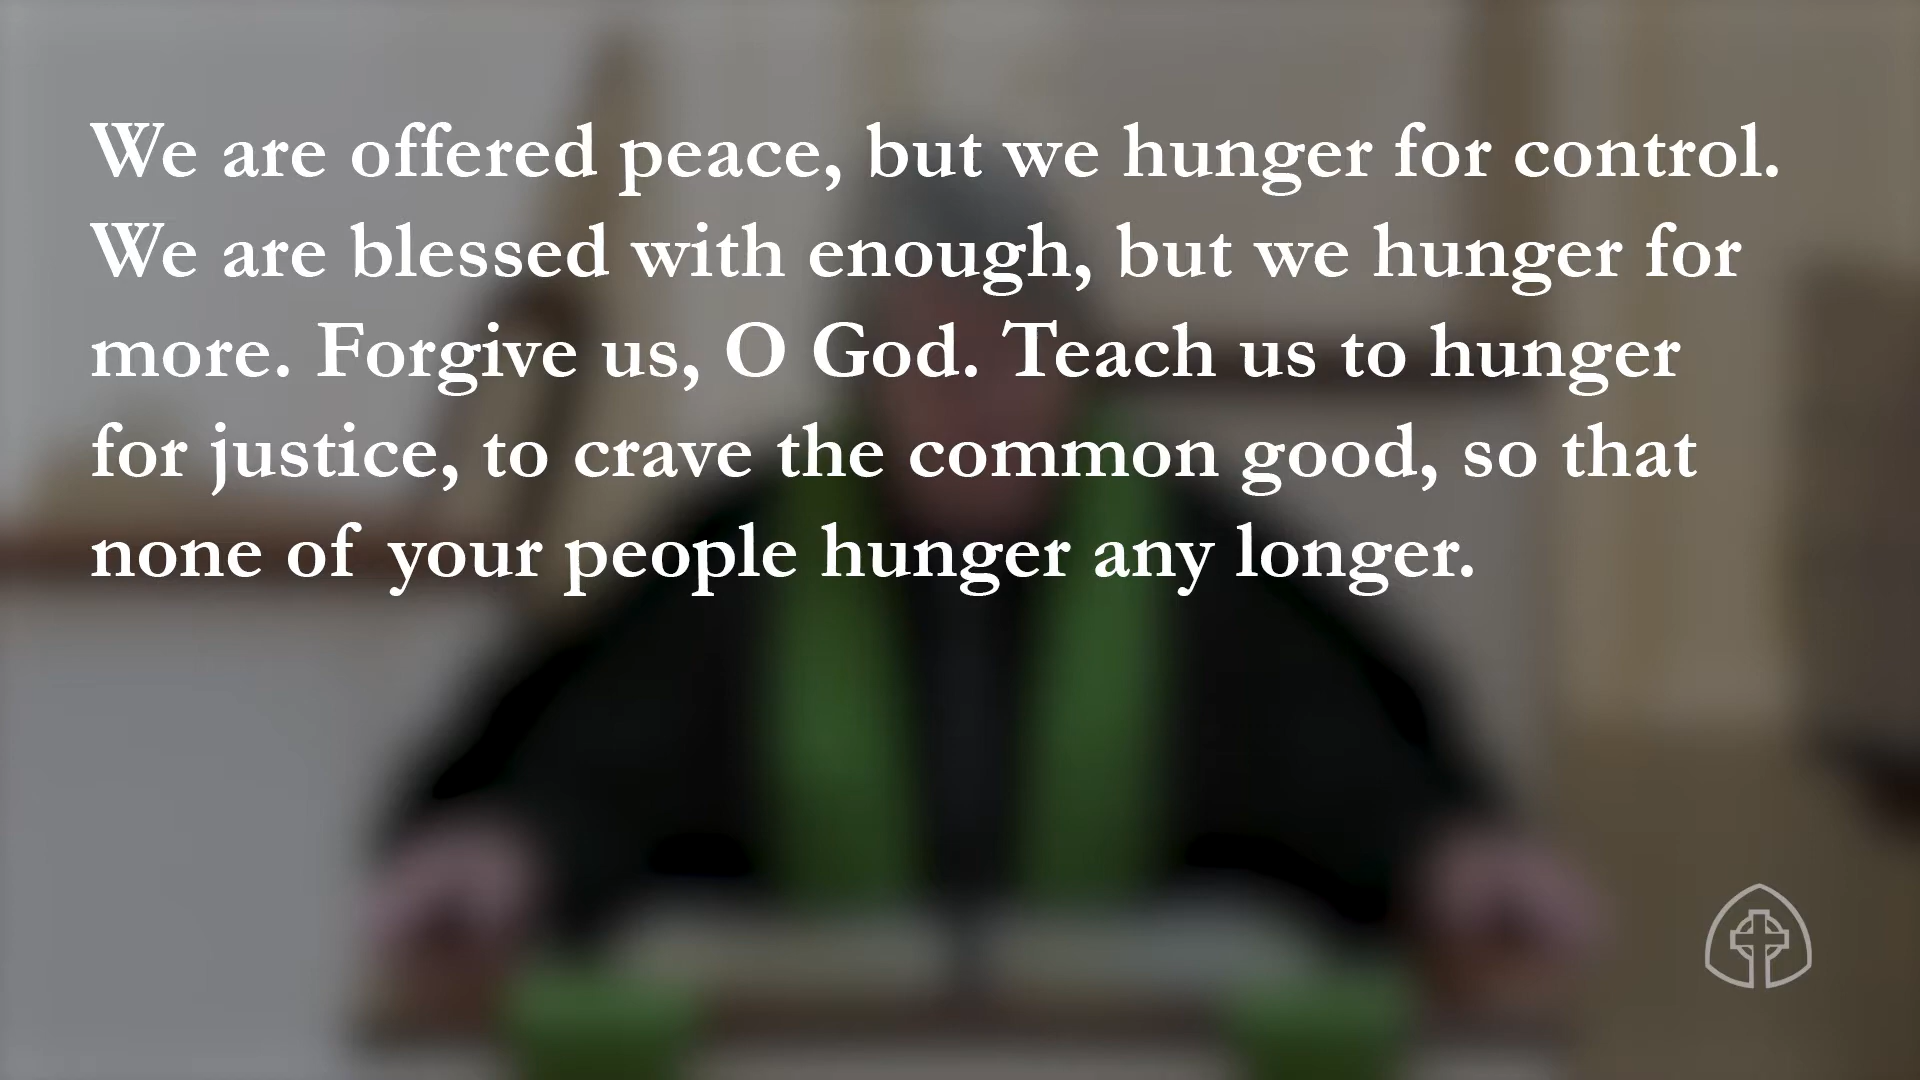 We are offered peace, but we hunger for control.
We are blessed with enough, but we hunger for
more. Forgive us, O God. Teach us to hunger
for justice, to crave the common good, so that
none of your people hunger any longer.